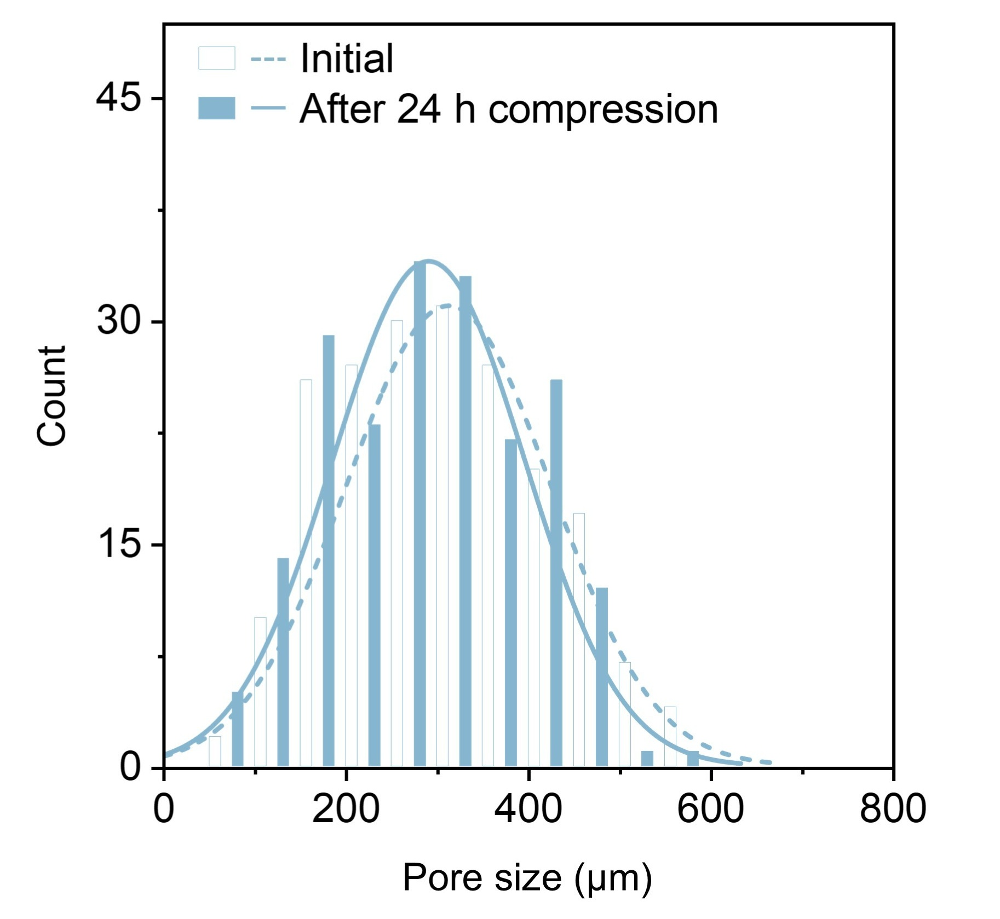 Initial
After 24 h compression
45
30
15
0
Count
0 200 400 600 800
Pore size (µm)